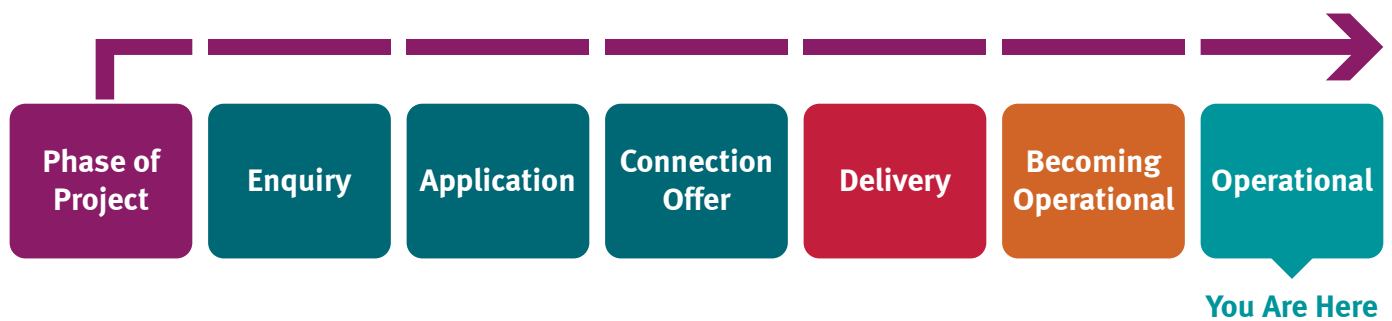 Phase of
Project
Enquiry
Application
Connection
Offer
Delivery
Becoming
Operational
Operational
You Are Here